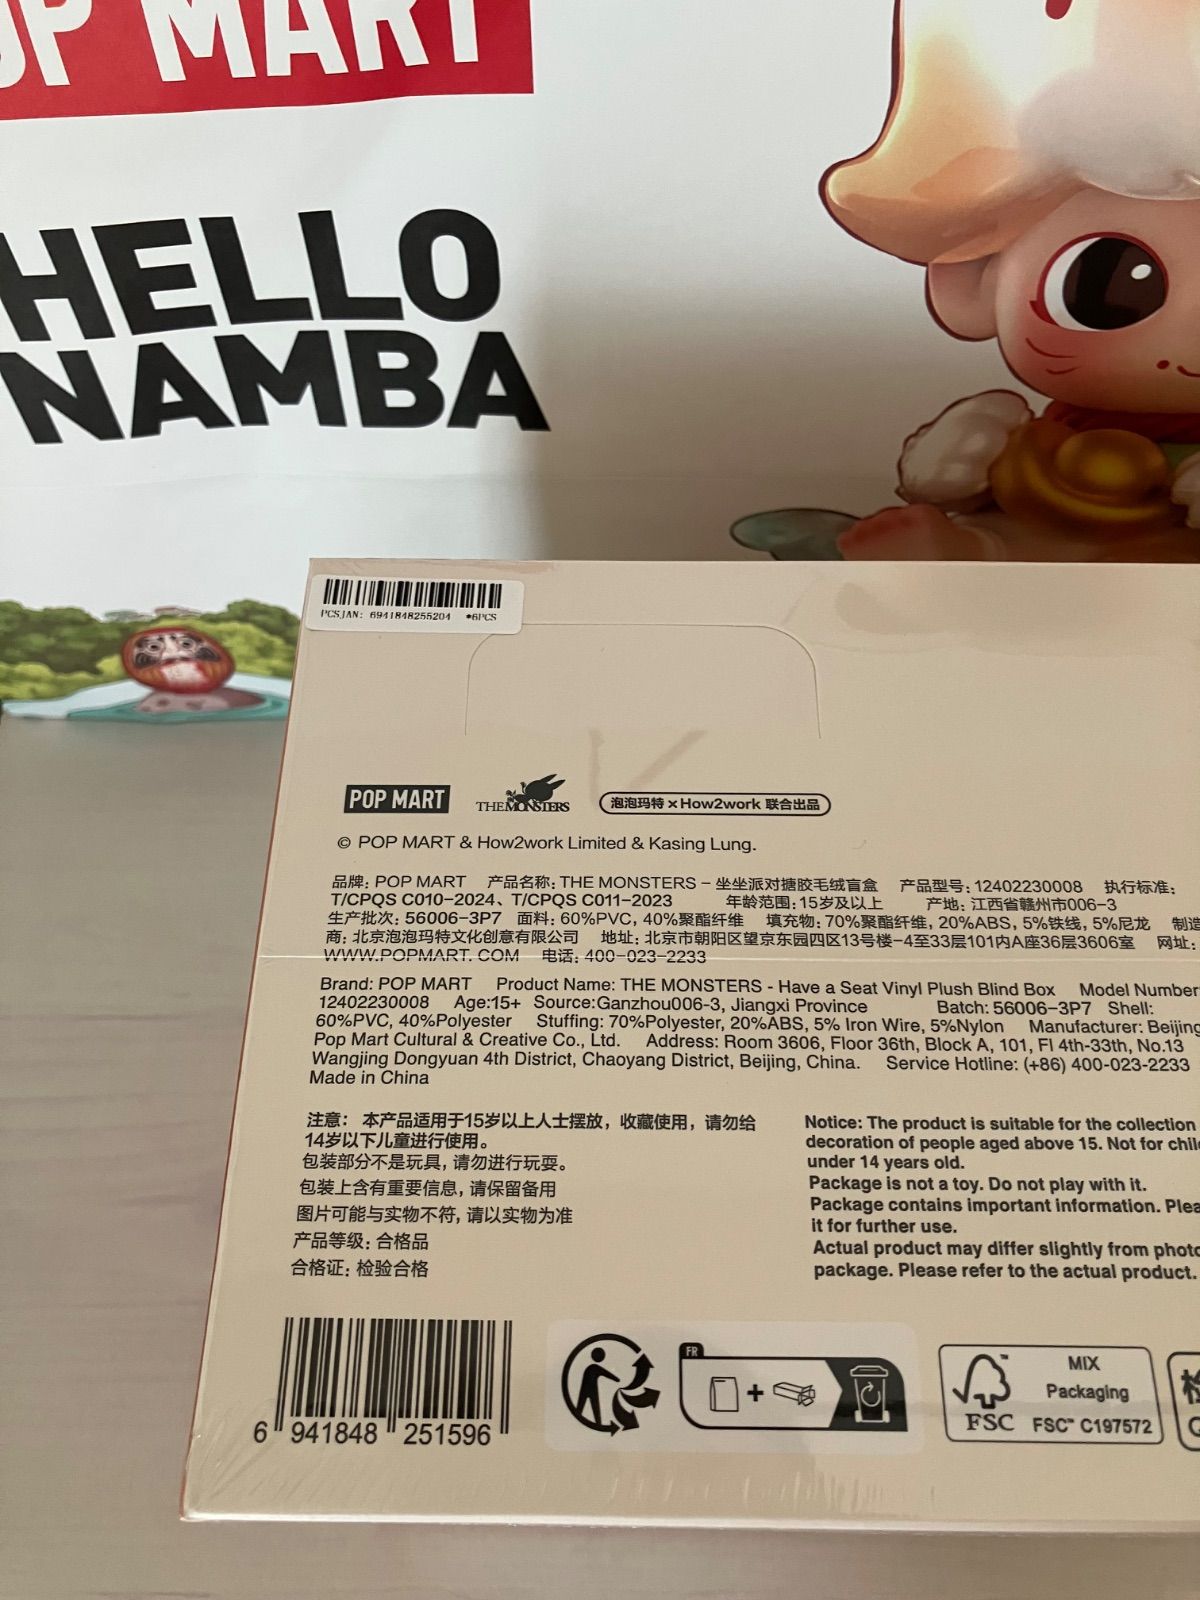 POP MART
HELLO
NAMBA
PCSJAN: 6941848255204 *6PCS
POP MART THE MONSTERS 泡泡玛特 × How2work 联合出品
© POP MART & How2work Limited & Kasing Lung.
品牌: POP MART 产品名称: THE MONSTERS – 坐坐派对搪胶毛绒盲盒 产品型号: 12402230008 执行标准:
T/CPQS C010-2024、T/CPQS C011-2023 年龄范围: 15岁及以上 产地: 江西省赣州市006-3
生产批次: 56006-3P7 面料: 60%PVC, 40%聚酯纤维 填充物: 70%聚酯纤维, 20%ABS, 5%铁线, 5%尼龙 制造
商: 北京泡泡玛特文化创意有限公司 地址: 北京市朝阳区望京东园四区13号楼-4至33层101内A座36层3606室 网址:
WWW.POPMART. COM 电话: 400-023-2233
Brand: POP MART Product Name: THE MONSTERS - Have a Seat Vinyl Plush Blind Box Model Number:
12402230008 Age:15+ Source:Ganzhou006-3, Jiangxi Province Batch: 56006-3P7 Shell:
60%PVC, 40%Polyester Stuffing: 70%Polyester, 20%ABS, 5% Iron Wire, 5%Nylon Manufacturer: Beijing
Pop Mart Cultural & Creative Co., Ltd. Address: Room 3606, Floor 36th, Block A, 101, Fl 4th-33th, No.13
Wangjing Dongyuan 4th District, Chaoyang District, Beijing, China. Service Hotline: (+86) 400-023-2233
Made in China
注意: 本产品适用于15岁以上人士摆放, 收藏使用, 请勿给
14岁以下儿童进行使用。
包装部分不是玩具, 请勿进行玩耍。
包装上含有重要信息, 请保留备用
图片可能与实物不符, 请以实物为准
产品等级: 合格品
合格证: 检验合格
Notice: The product is suitable for the collection
decoration of people aged above 15. Not for
under 14 years old.
Package is not a toy. Do not play with it.
Package contains important information.
it for further use.
Actual product may differ slightly from
package. Please refer to the actual product.
6 941848 251596
FR
FSC
MIX
Packaging
FSC™ C197572